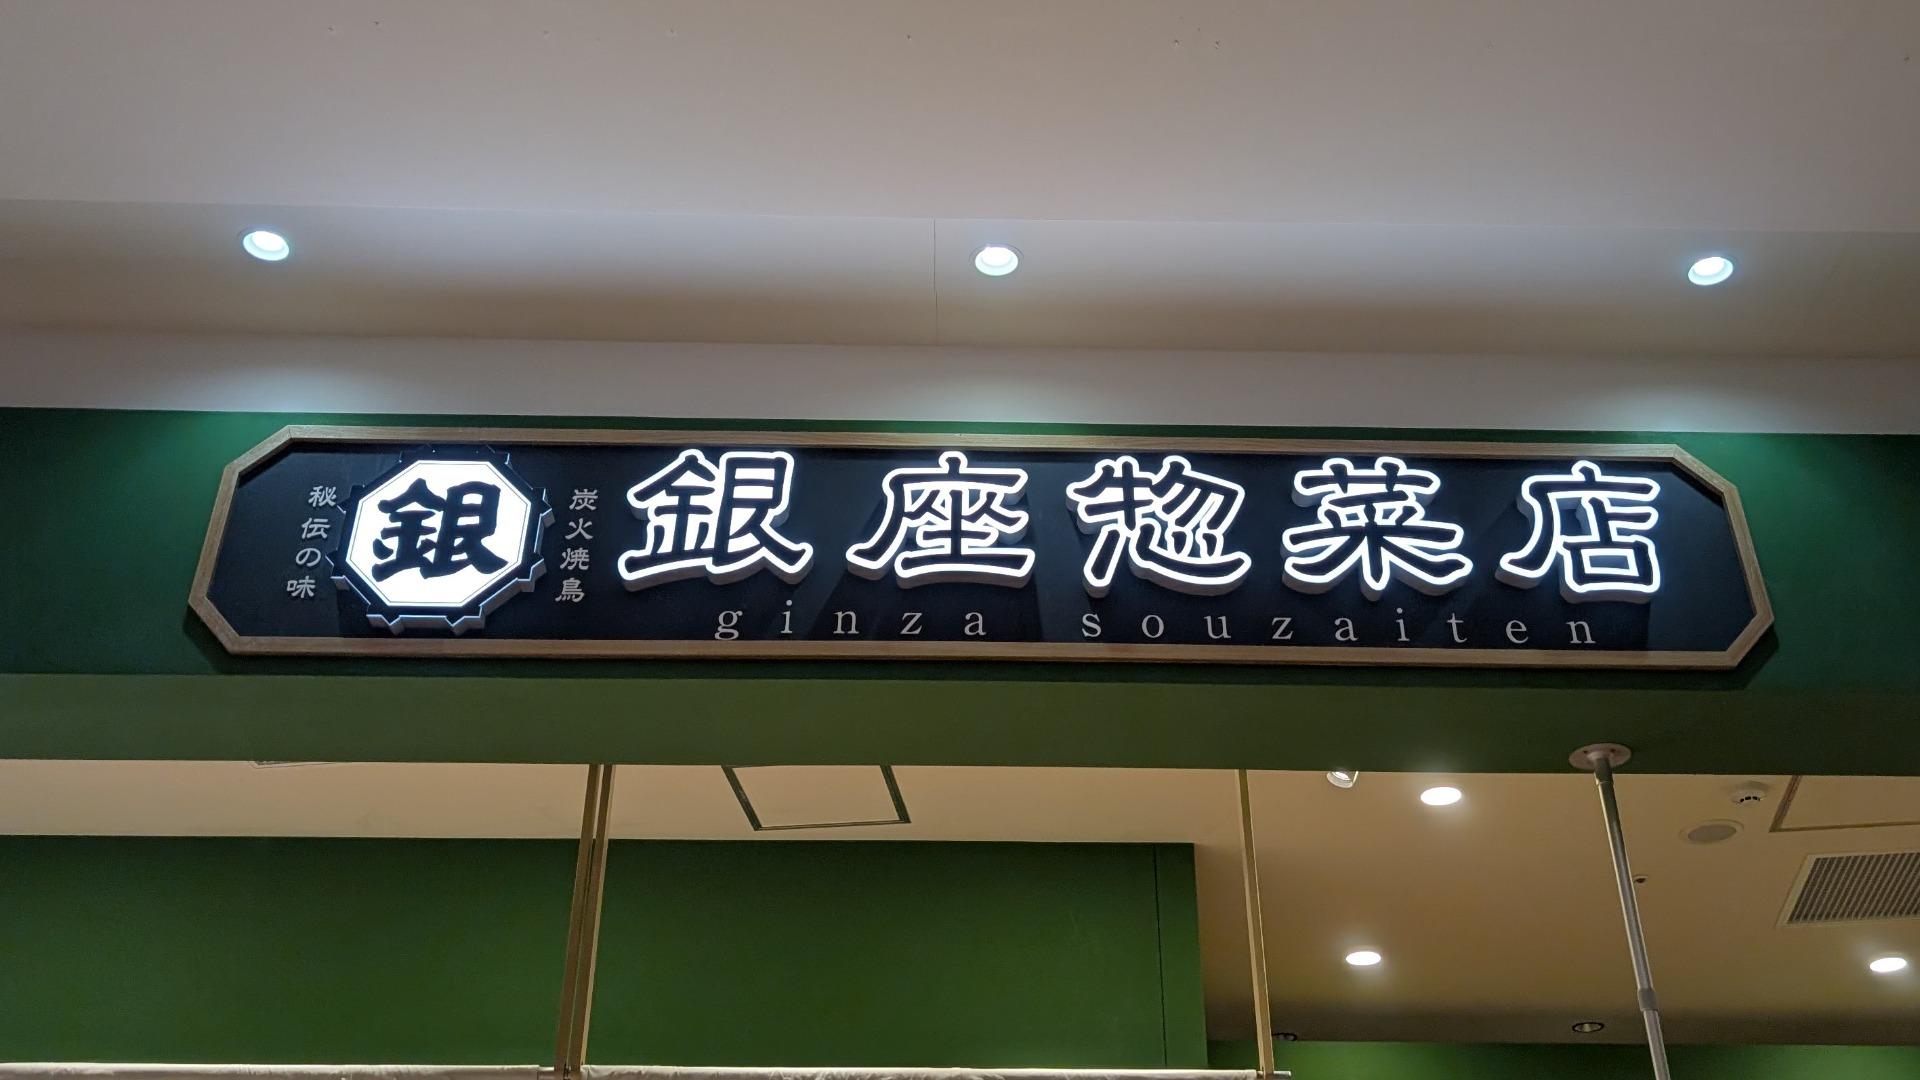 炭火焼鳥
銀
秘伝の味
銀座惣菜店
ginza souzaiten